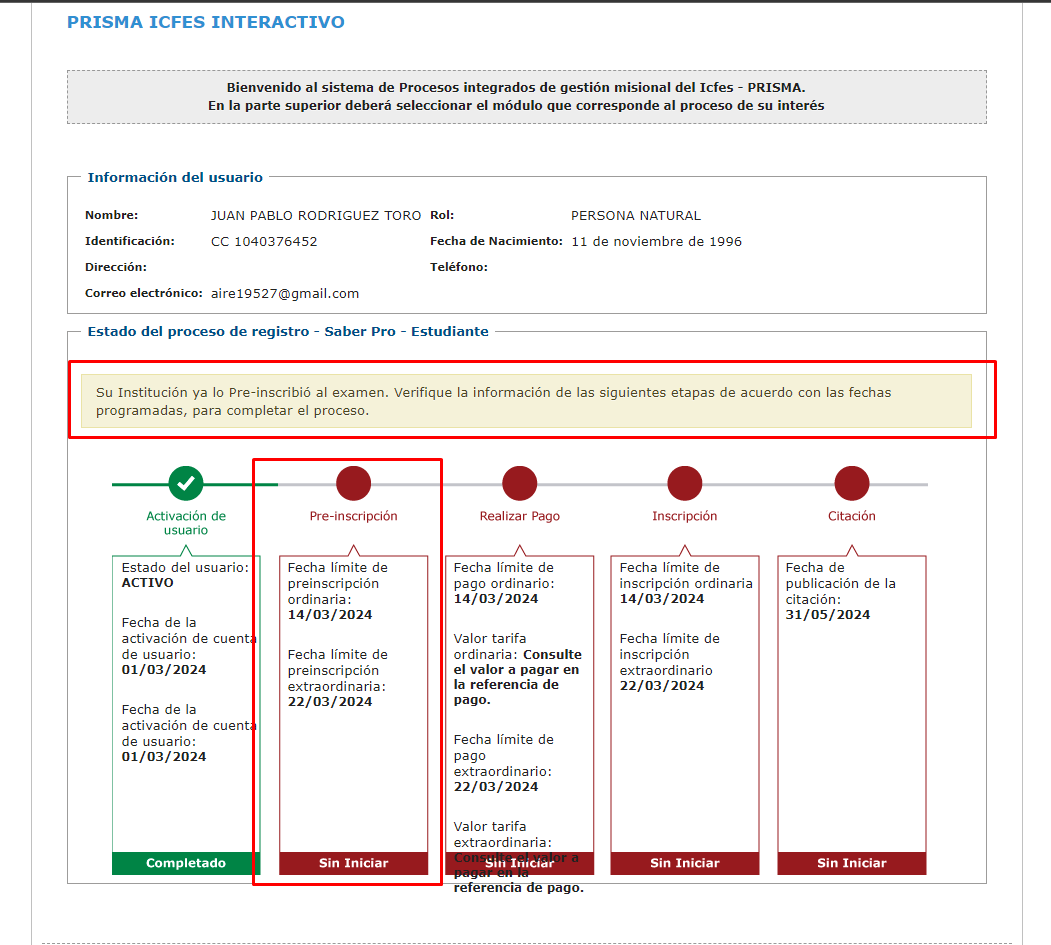 PRISMA ICFES INTERACTIVO
Bienvenido al sistema de Procesos integrados de gestión misional del Icfes - PRISMA.
En la parte superior deberá seleccionar el módulo que corresponde al proceso de su interés
Información del usuario
Nombre: JUAN PABLO RODRIGUEZ TORO Rol: PERSONA NATURAL
Identificación: CC 1040376452 Fecha de Nacimiento: 11 de noviembre de 1996
Dirección: Teléfono:
Correo electrónico: aire19527@gmail.com
Estado del proceso de registro - Saber Pro - Estudiante
Su Institución ya lo Pre-inscribió al examen. Verifique la información de las siguientes etapas de acuerdo con las fechas
programadas, para completar el proceso.
Activación de
usuario
Estado del usuario:
ACTIVO
Fecha de la
activación de cuenta
de usuario:
01/03/2024
Fecha de la
activación de cuenta
de usuario:
01/03/2024
Completado
Pre-inscripción
Fecha límite de
preinscripción
ordinaria:
14/03/2024
Fecha límite de
preinscripción
extraordinaria:
22/03/2024
Sin Iniciar
Realizar Pago
Fecha límite de
pago ordinario:
14/03/2024
Valor tarifa
ordinaria: Consulte
el valor a pagar en
la referencia de
pago.
Fecha límite de
pago
extraordinario:
22/03/2024
Valor tarifa
extraordinaria:
Consulte el valor a
Sin Iniciar
pagar en la
referencia de pago.
Inscripción
Fecha límite de
inscripción ordinaria
14/03/2024
Fecha límite de
inscripción
extraordinario
22/03/2024
Sin Iniciar
Citación
Fecha de
publicación de la
citación:
31/05/2024
Sin Iniciar